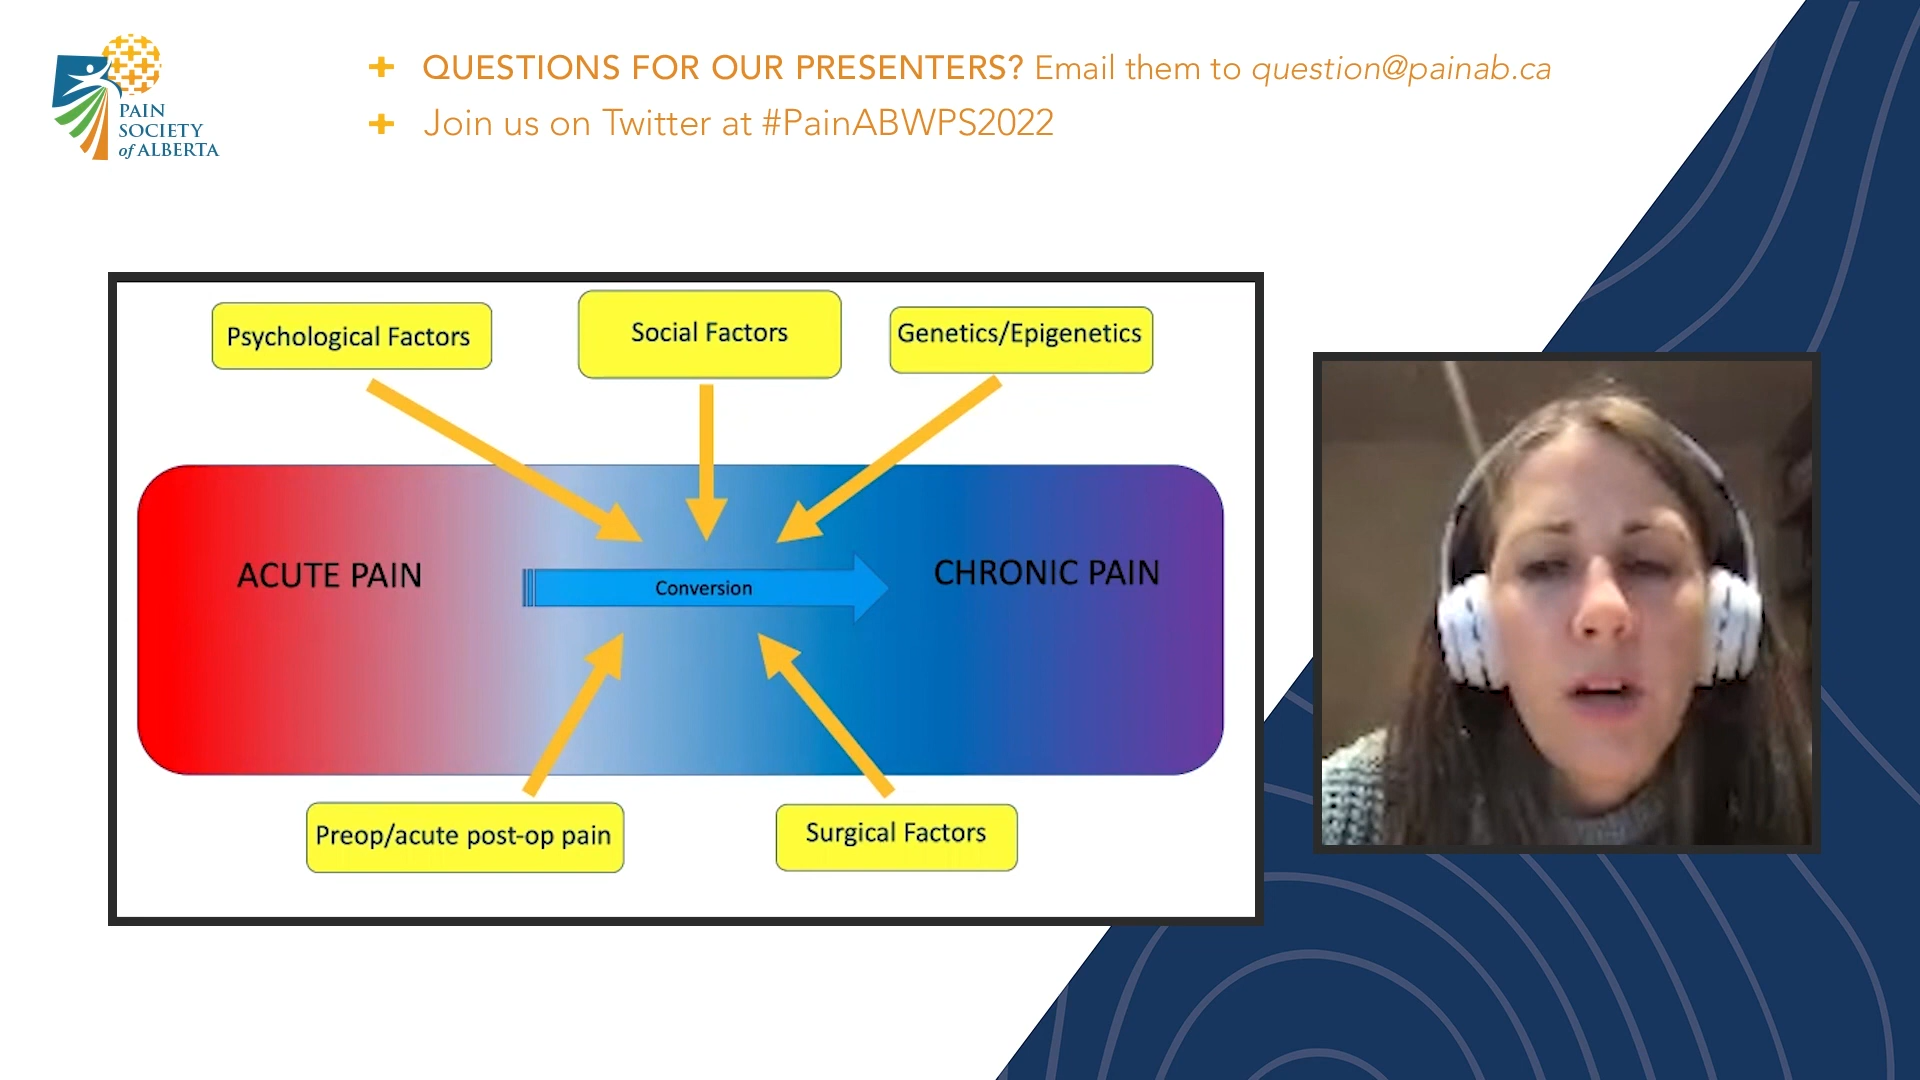 PAIN
SOCIETY
of ALBERTA
QUESTIONS FOR OUR PRESENTERS? Email them to question@painab.ca
Join us on Twitter at #PainABWPS2022
Psychological Factors
Social Factors
Genetics/Epigenetics
ACUTE PAIN
Conversion
CHRONIC PAIN
Preop/acute post-op pain
Surgical Factors